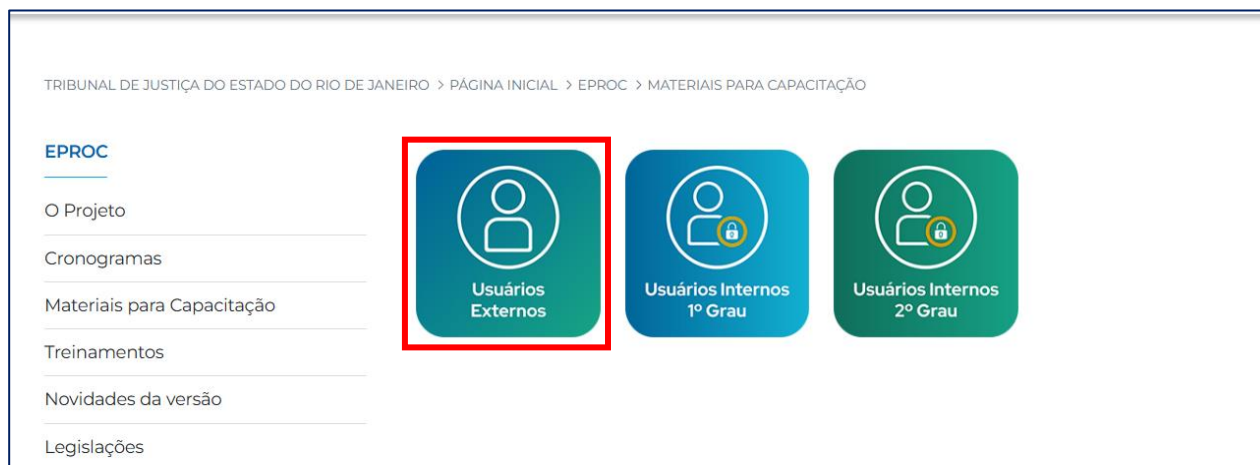 TRIBUNAL DE JUSTIÇA DO ESTADO DO RIO DE JANEIRO > PÁGINA INICIAL > EPROC > MATERIAIS PARA CAPACITAÇÃO
EPROC
O Projeto
Cronogramas
Materiais para Capacitação
Treinamentos
Novidades da versão
Legislações
Usuários
Externos
Usuários Internos
1º Grau
Usuários Internos
2º Grau